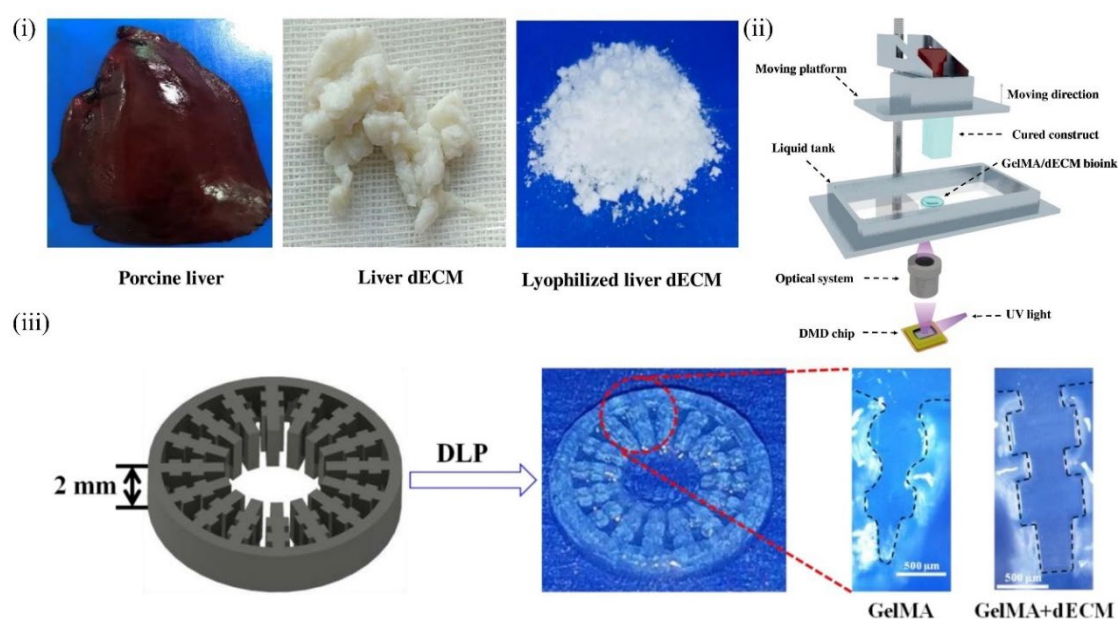 (i)
(ii)
Porcine liver
Liver dECM
Lyophilized liver dECM
Moving platform
Moving direction
Cured construct
Liquid tank
GelMA/dECM bioink
Optical system
UV light
DMD chip
(iii)
2 mm
DLP
500 μm
500 μm
GelMA
GelMA+dECM